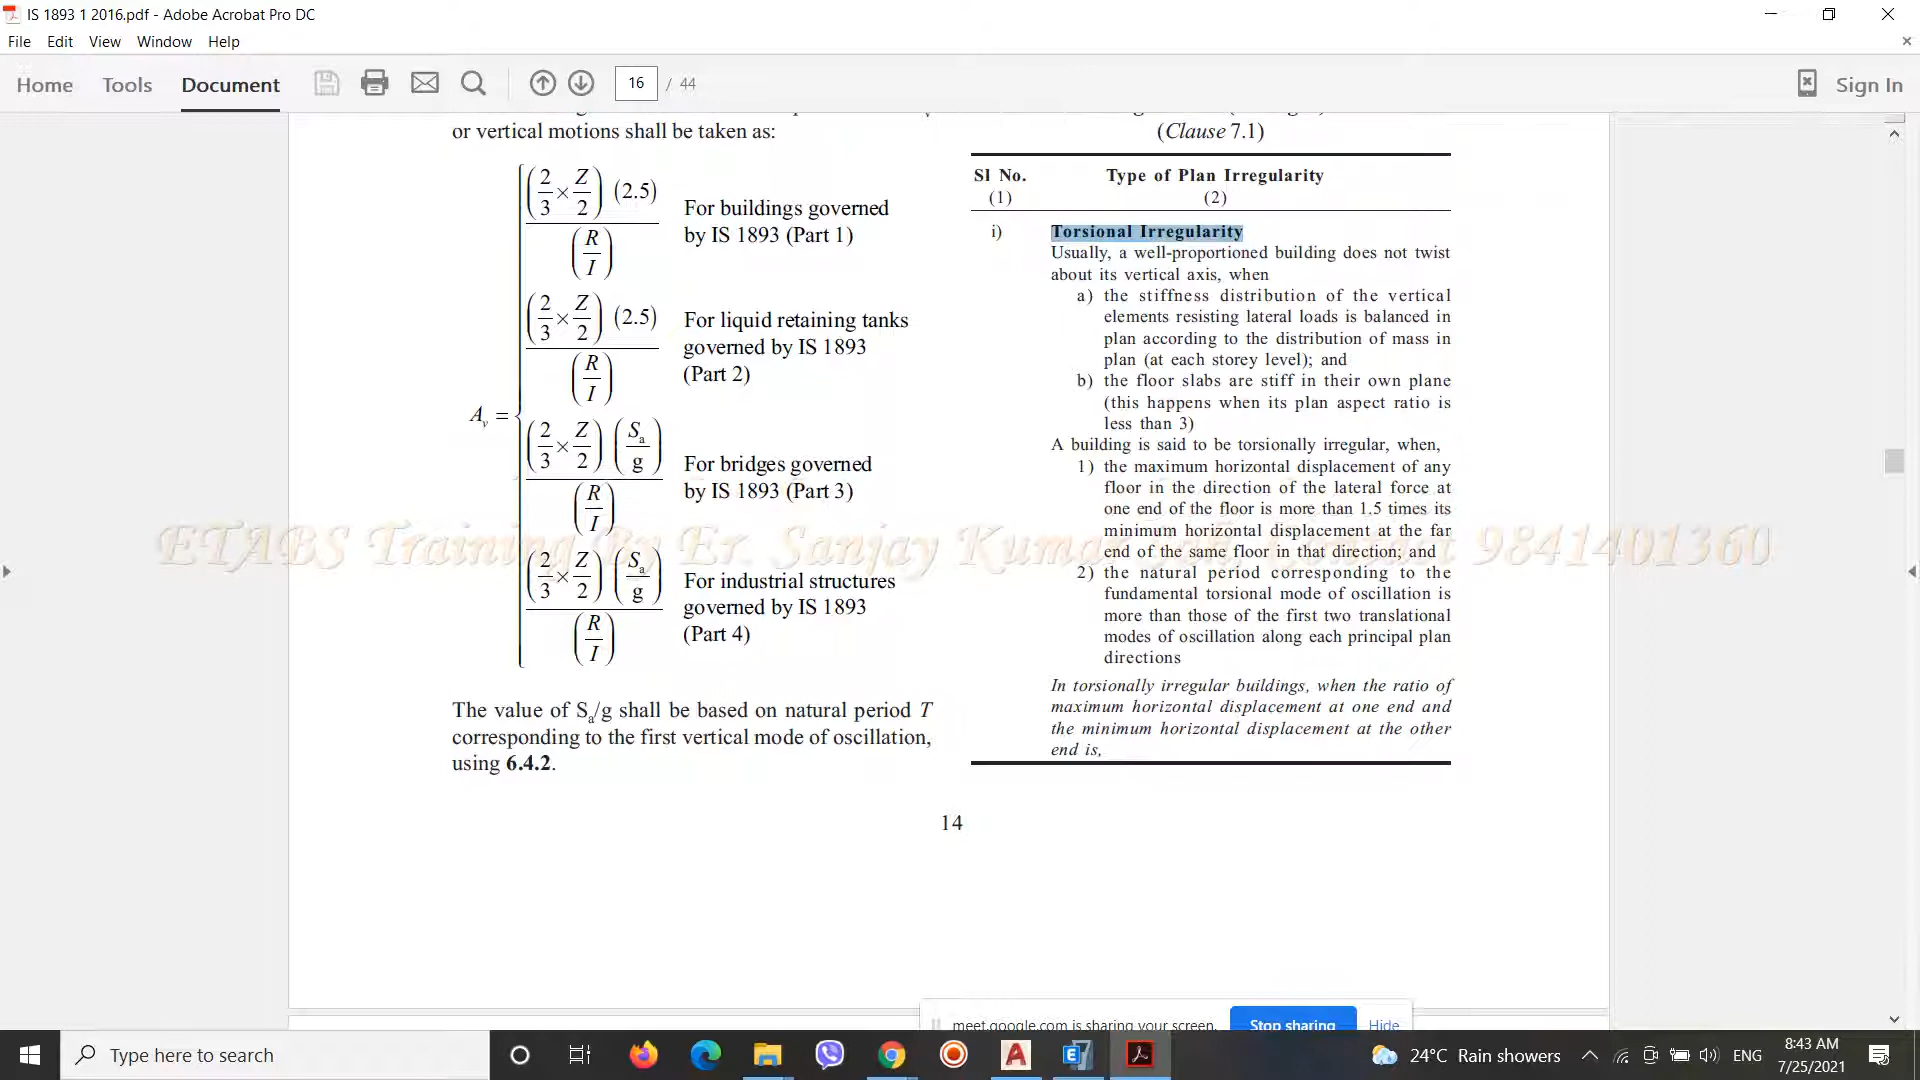 IS 1893 1 2016.pdf - Adobe Acrobat Pro DC
File Edit View Window Help
Home Tools Document 16 / 44 Sign In
or vertical motions shall be taken as:
A_v =
(2/3 × Z/2) (2.5) / (R/I) For buildings governed
by IS 1893 (Part 1)
(2/3 × Z/2) (2.5) / (R/I) For liquid retaining tanks
governed by IS 1893
(Part 2)
(2/3 × Z/2) (S_a/g) / (R/I) For bridges governed
by IS 1893 (Part 3)
(2/3 × Z/2) (S_a/g) / (R/I) For industrial structures
governed by IS 1893
(Part 4)
The value of S_a/g shall be based on natural period T
corresponding to the first vertical mode of oscillation,
using 6.4.2.
(Clause 7.1)
Sl No. Type of Plan Irregularity
(1) (2)
i) Torsional Irregularity
Usually, a well-proportioned building does not twist
about its vertical axis, when
a) the stiffness distribution of the vertical
elements resisting lateral loads is balanced in
plan according to the distribution of mass in
plan (at each storey level); and
b) the floor slabs are stiff in their own plane
(this happens when its plan aspect ratio is
less than 3)
A building is said to be torsionally irregular, when,
1) the maximum horizontal displacement of any
floor in the direction of the lateral force at
one end of the floor is more than 1.5 times its
minimum horizontal displacement at the far
end of the same floor in that direction; and
2) the natural period corresponding to the
fundamental torsional mode of oscillation is
more than those of the first two translational
modes of oscillation along each principal plan
directions
In torsionally irregular buildings, when the ratio of
maximum horizontal displacement at one end and
the minimum horizontal displacement at the other
end is,
14
ETABS Training By Er. Sanjay Kumar Contact 9841401360
meet.google.com is sharing your screen. Stop sharing Hide
Type here to search
24°C Rain showers ENG
8:43 AM
7/25/2021